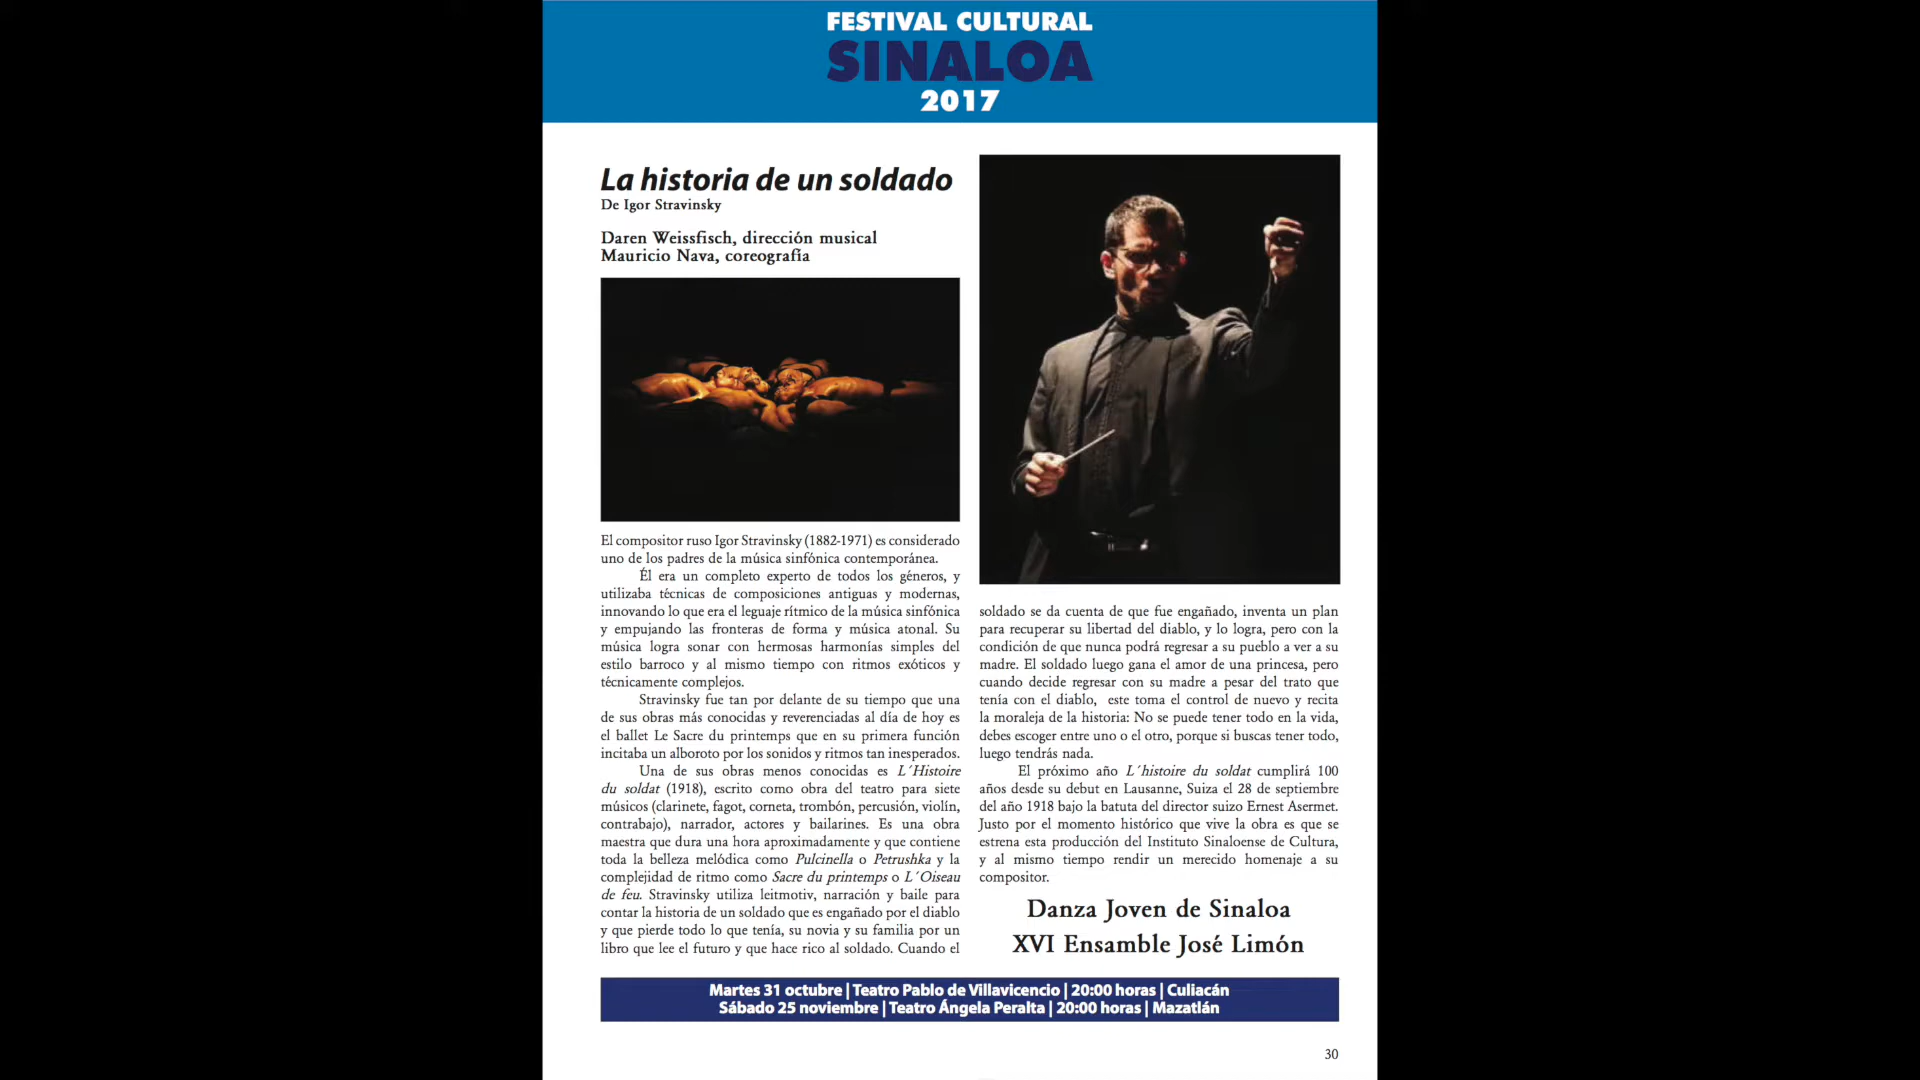 FESTIVAL CULTURAL
SINALOA
2017
La historia de un soldado
De Igor Stravinsky
Daren Weissfisch, dirección musical
Mauricio Nava, coreografía
El compositor ruso Igor Stravinsky (1882-1971) es considerado
uno de los padres de la música sinfónica contemporánea.
Él era un completo experto de todos los géneros, y
utilizaba técnicas de composiciones antiguas y modernas,
innovando lo que era el leguaje rítmico de la música sinfónica
y empujando las fronteras de forma y música atonal. Su
música logra sonar con hermosas harmonías simples del
estilo barroco y al mismo tiempo con ritmos exóticos y
técnicamente complejos.
Stravinsky fue tan por delante de su tiempo que una
de sus obras más conocidas y reverenciadas al día de hoy es
el ballet Le Sacre du printemps que en su primera función
incitaba un alboroto por los sonidos y ritmos tan inesperados.
Una de sus obras menos conocidas es L´Histoire
du soldat (1918), escrito como obra del teatro para siete
músicos (clarinete, fagot, corneta, trombón, percusión, violín,
contrabajo), narrador, actores y bailarines. Es una obra
maestra que dura una hora aproximadamente y que contiene
toda la belleza melódica como Pulcinella o Petrushka y la
complejidad de ritmo como Sacre du printemps o L´Oiseau
de feu. Stravinsky utiliza leitmotiv, narración y baile para
contar la historia de un soldado que es engañado por el diablo
y que pierde todo lo que tenía, su novia y su familia por un
libro que lee el futuro y que hace rico al soldado. Cuando el
soldado se da cuenta de que fue engañado, inventa un plan
para recuperar su libertad del diablo, y lo logra, pero con la
condición de que nunca podrá regresar a su pueblo a ver a su
madre. El soldado luego gana el amor de una princesa, pero
cuando decide regresar con su madre a pesar del trato que
tenía con el diablo, este toma el control de nuevo y recita
la moraleja de la historia: No se puede tener todo en la vida,
debes escoger entre uno o el otro, porque si buscas tener todo,
luego tendrás nada.
El próximo año L´histoire du soldat cumplirá 100
años desde su debut en Lausanne, Suiza el 28 de septiembre
del año 1918 bajo la batuta del director suizo Ernest Asermet.
Justo por el momento histórico que vive la obra es que se
estrena esta producción del Instituto Sinaloense de Cultura,
y al mismo tiempo rendir un merecido homenaje a su
compositor.
Danza Joven de Sinaloa
XVI Ensamble José Limón
Martes 31 octubre | Teatro Pablo de Villavicencio | 20:00 horas | Culiacán
Sábado 25 noviembre | Teatro Ángela Peralta | 20:00 horas | Mazatlán
30